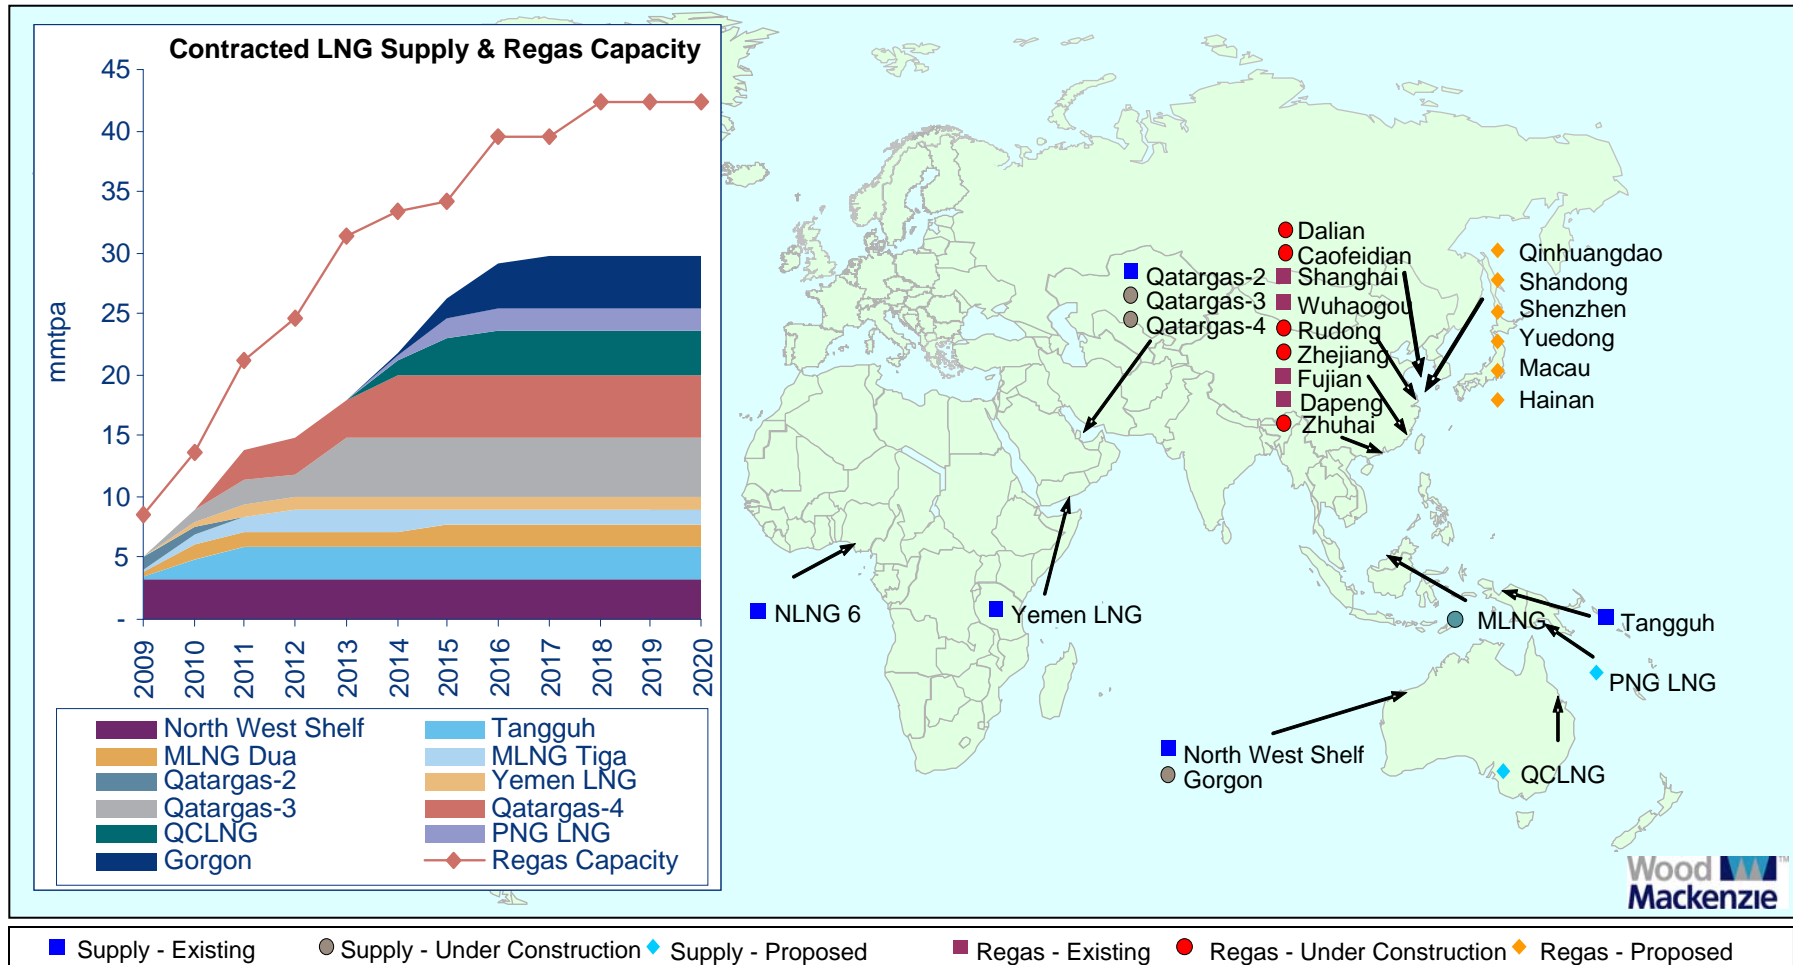 Contracted LNG Supply & Regas Capacity
45
40
35
30
25
20
15
10
5
-
mmtpa
2009
2010
2011
2012
2013
2014
2015
2016
2017
2018
2019
2020
North West Shelf
Tangguh
MLNG Dua
MLNG Tiga
Qatargas-2
Yemen LNG
Qatargas-3
Qatargas-4
QCLNG
PNG LNG
Gorgon
Regas Capacity
Qatargas-2
Qatargas-3
Qatargas-4
Dalian
Caofeidian
Shanghai
Wuhaogou
Rudong
Zhejiang
Fujian
Dapeng
Zhuhai
Qinhuangdao
Shandong
Shenzhen
Yuedong
Macau
Hainan
NLNG 6
Yemen LNG
MLNG
Tangguh
PNG LNG
North West Shelf
Gorgon
QCLNG
Wood ™
Mackenzie
Supply - Existing
Supply - Under Construction
Supply - Proposed
Regas - Existing
Regas - Under Construction
Regas - Proposed